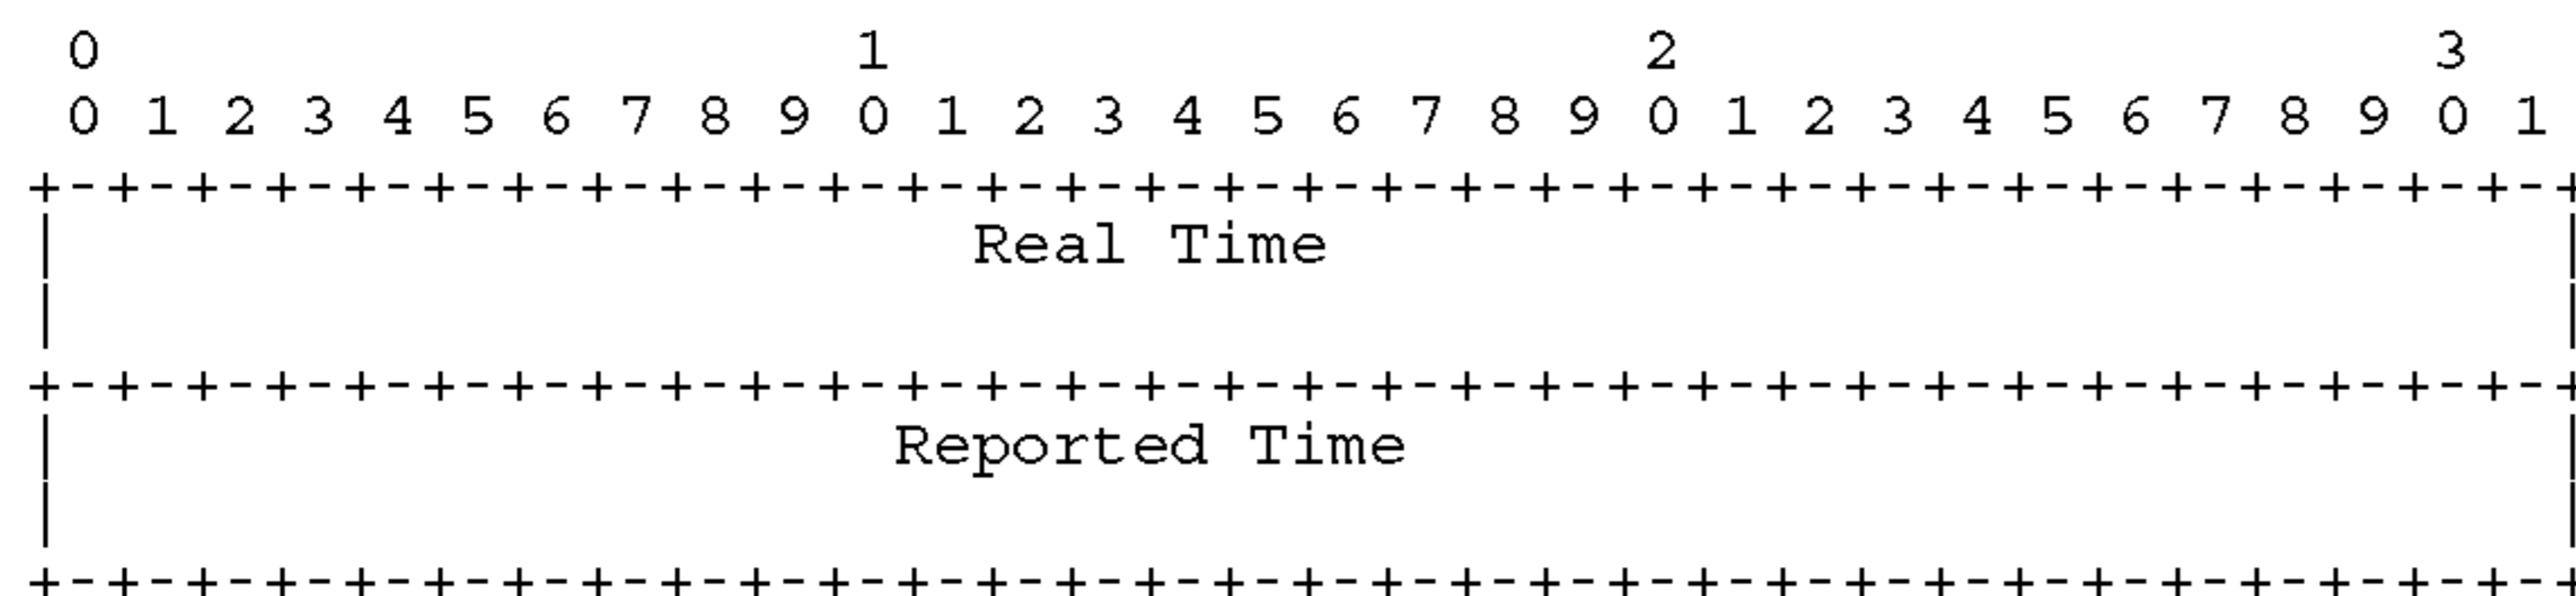 0                   1                   2                   3
 0 1 2 3 4 5 6 7 8 9 0 1 2 3 4 5 6 7 8 9 0 1 2 3 4 5 6 7 8 9 0 1
+-+-+-+-+-+-+-+-+-+-+-+-+-+-+-+-+-+-+-+-+-+-+-+-+-+-+-+-+-+-+-+-+
|                       Real Time                               |
|                                                               |
+-+-+-+-+-+-+-+-+-+-+-+-+-+-+-+-+-+-+-+-+-+-+-+-+-+-+-+-+-+-+-+-+
|                     Reported Time                             |
|                                                               |
+-+-+-+-+-+-+-+-+-+-+-+-+-+-+-+-+-+-+-+-+-+-+-+-+-+-+-+-+-+-+-+-+